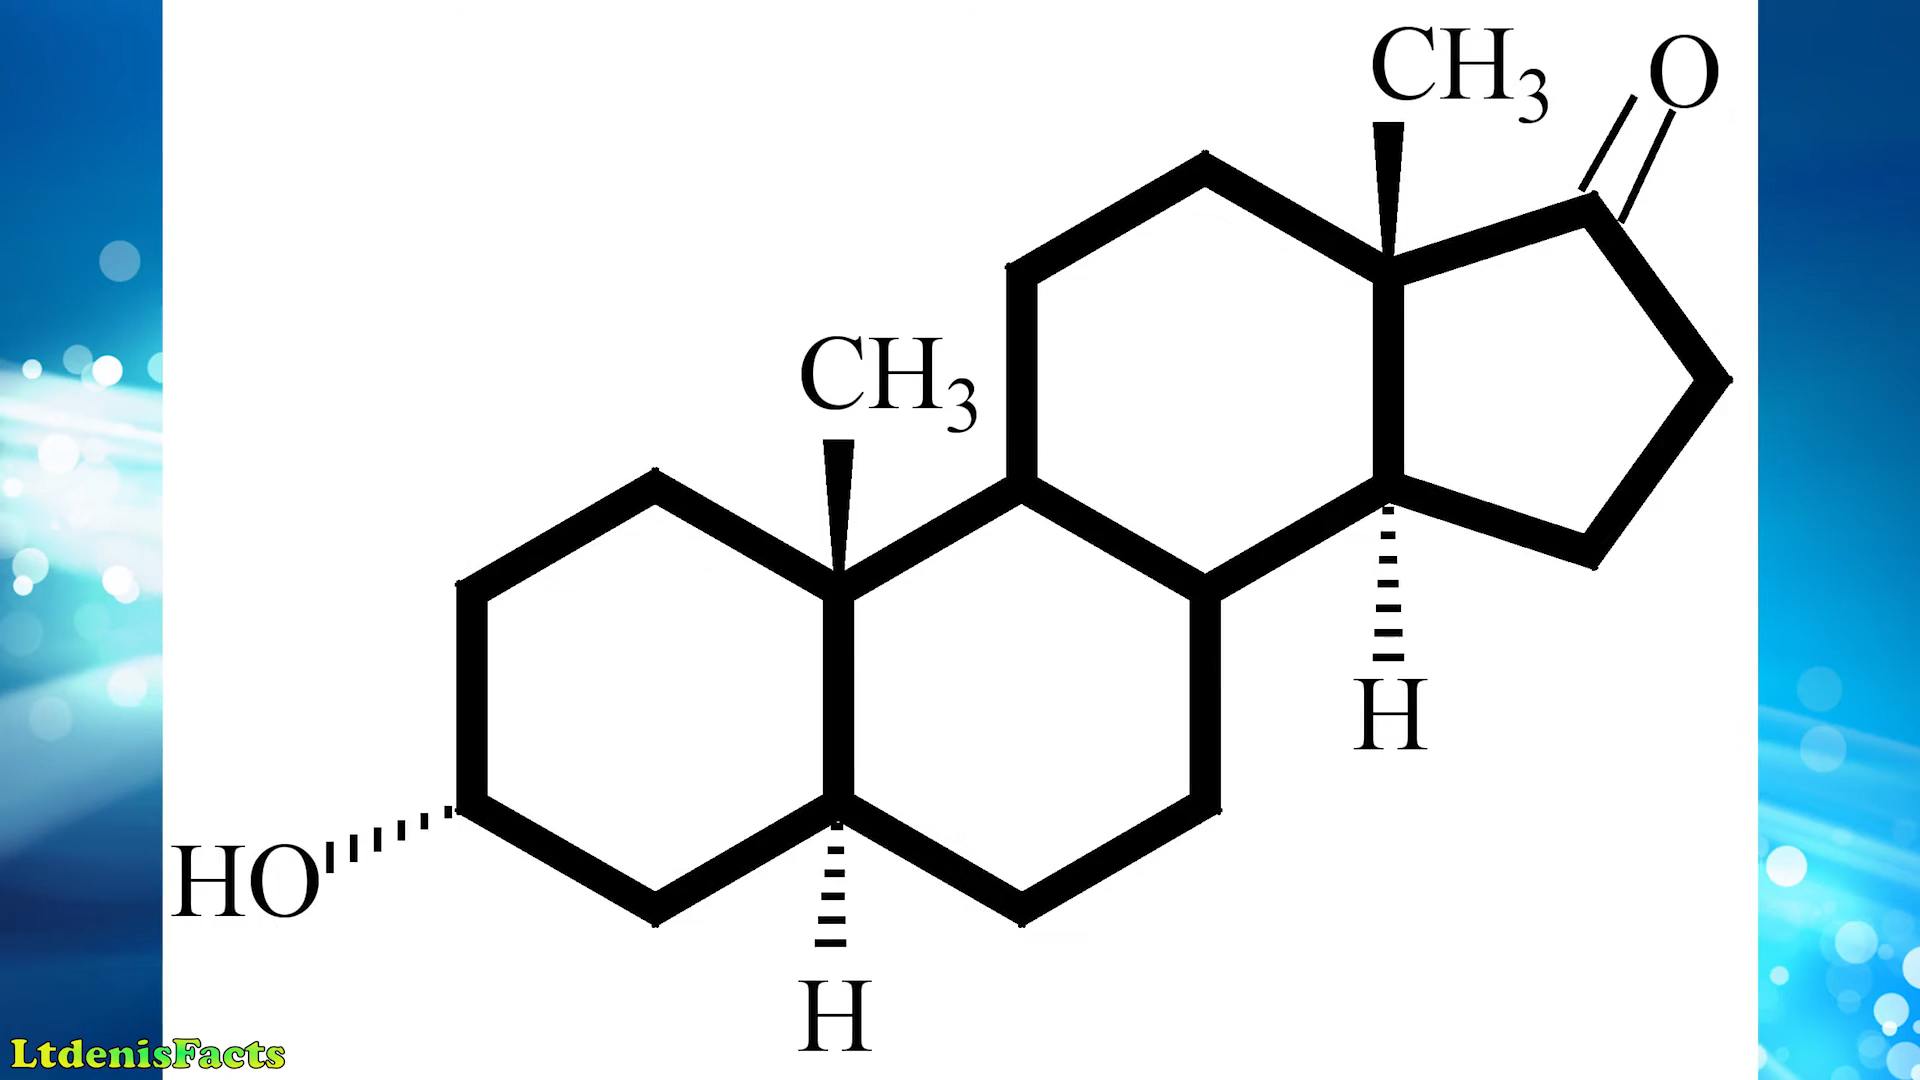 CH3
O
CH3
HO
H
H
LtdenisFacts